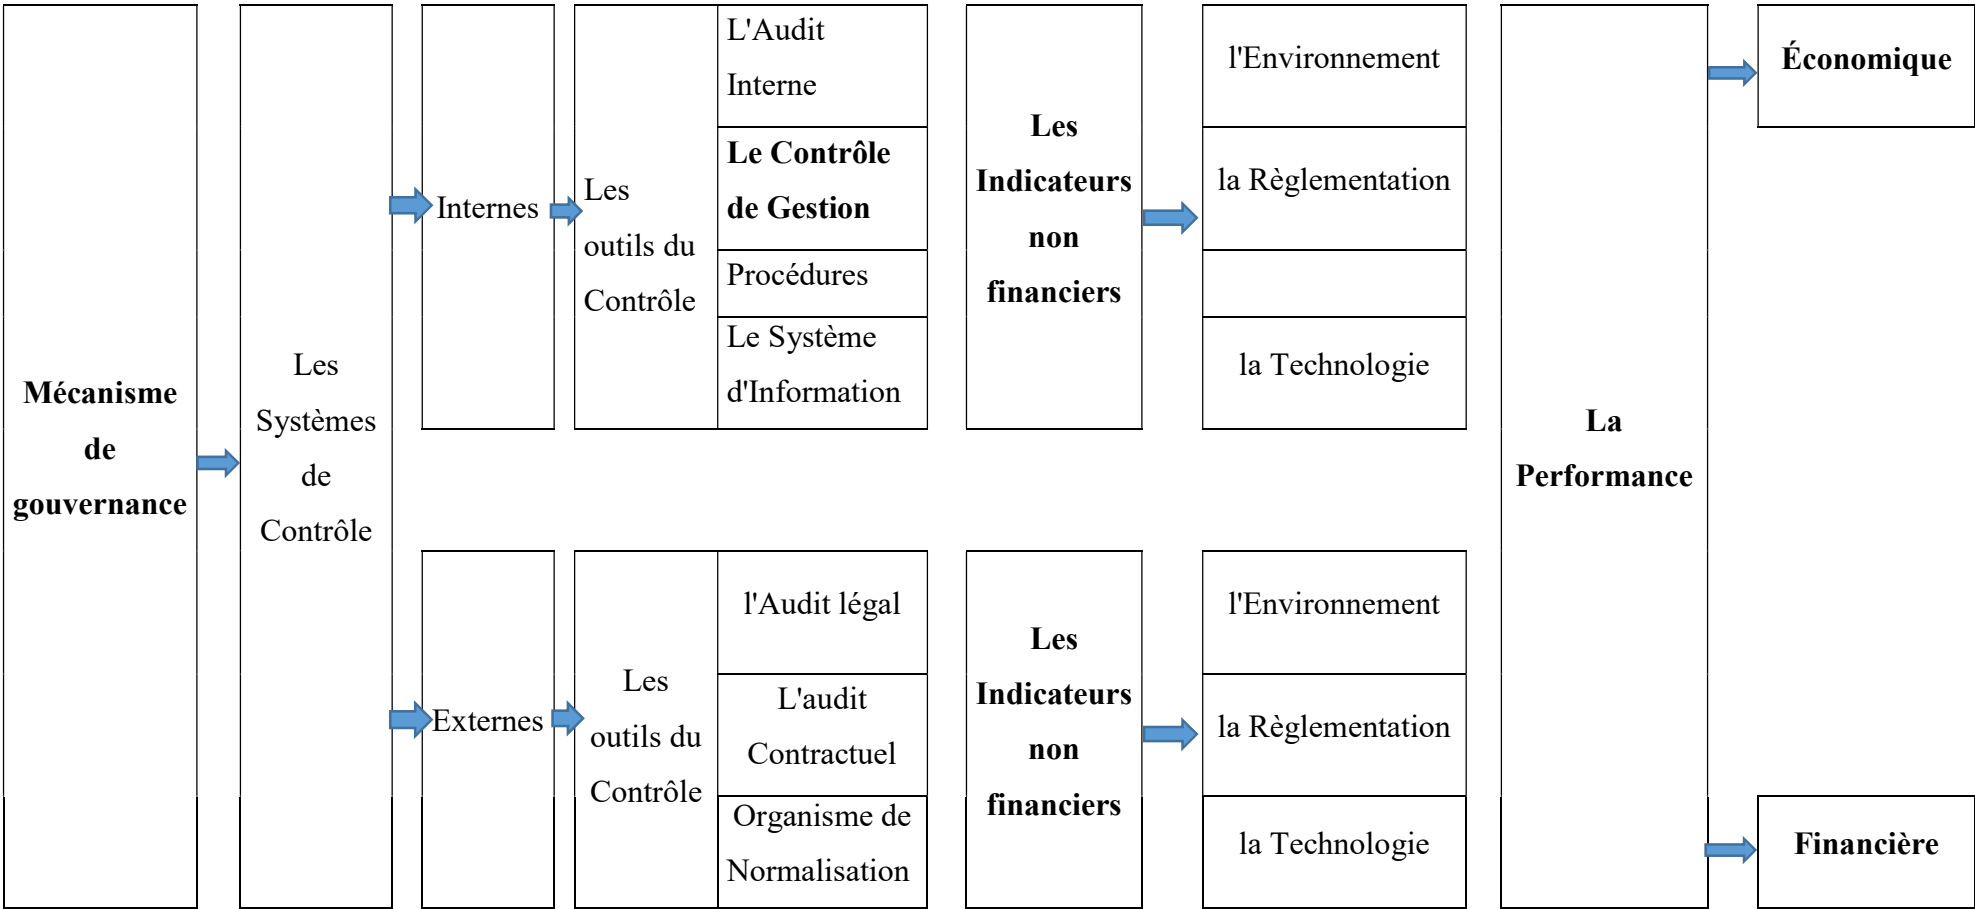 Mécanisme
de
gouvernance
Les
Systèmes
de
Contrôle
Internes
Les
outils du
Contrôle
L'Audit
Interne
Le Contrôle
de Gestion
Procédures
Le Système
d'Information
Les
Indicateurs
non
financiers
l'Environnement
la Règlementation
la Technologie
Externes
Les
outils du
Contrôle
l'Audit légal
L'audit
Contractuel
Organisme de
Normalisation
Les
Indicateurs
non
financiers
l'Environnement
la Règlementation
la Technologie
La
Performance
Économique
Financière